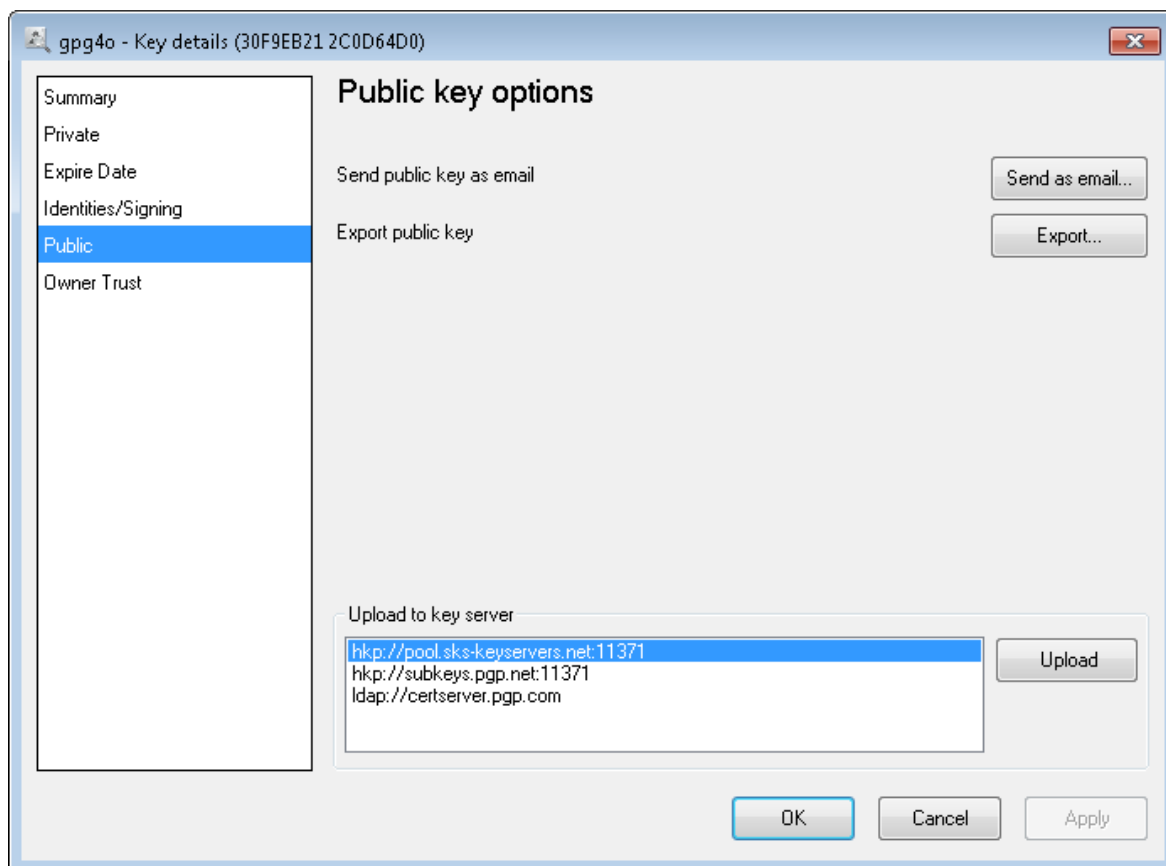 gpg4o - Key details (30F9EB21 2C0D64D0)
Summary
Private
Expire Date
Identities/Signing
Public
Owner Trust
Public key options
Send public key as email
Send as email...
Export public key
Export...
Upload to key server
hkp://pool.sks-keyservers.net:11371
hkp://subkeys.pgp.net:11371
ldap://certserver.pgp.com
Upload
OK
Cancel
Apply